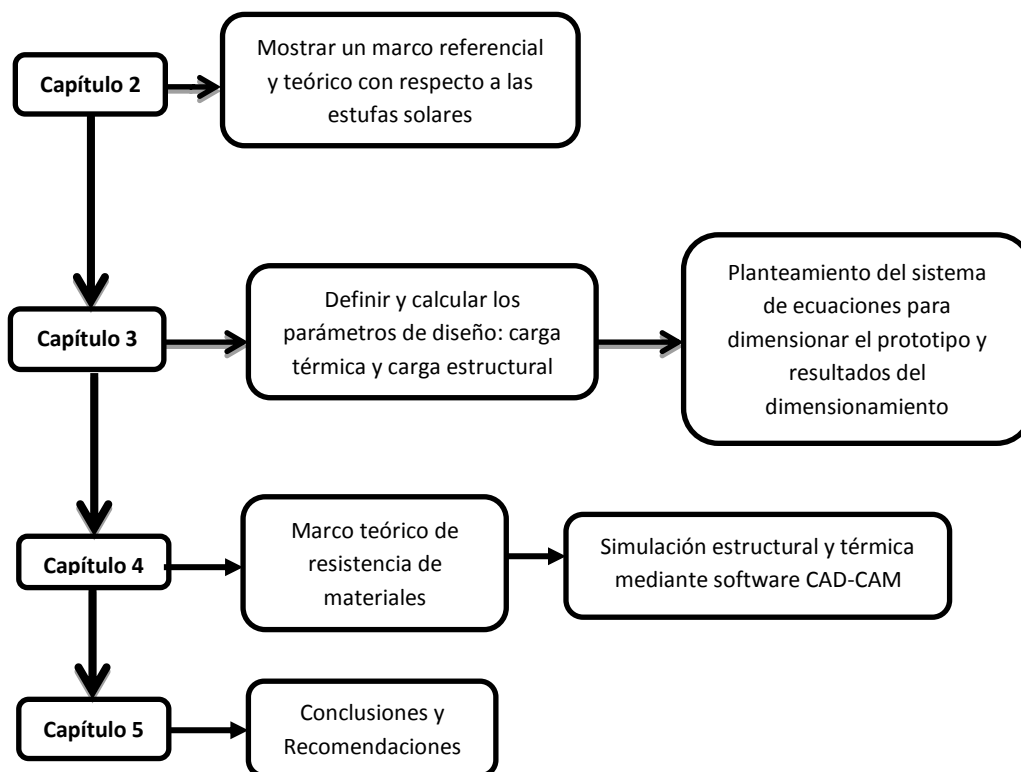 Capítulo 2
Mostrar un marco referencial
y teórico con respecto a las
estufas solares
Capítulo 3
Definir y calcular los
parámetros de diseño: carga
térmica y carga estructural
Planteamiento del sistema
de ecuaciones para
dimensionar el prototipo y
resultados del
dimensionamiento
Capítulo 4
Marco teórico de
resistencia de
materiales
Simulación estructural y térmica
mediante software CAD-CAM
Capítulo 5
Conclusiones y
Recomendaciones